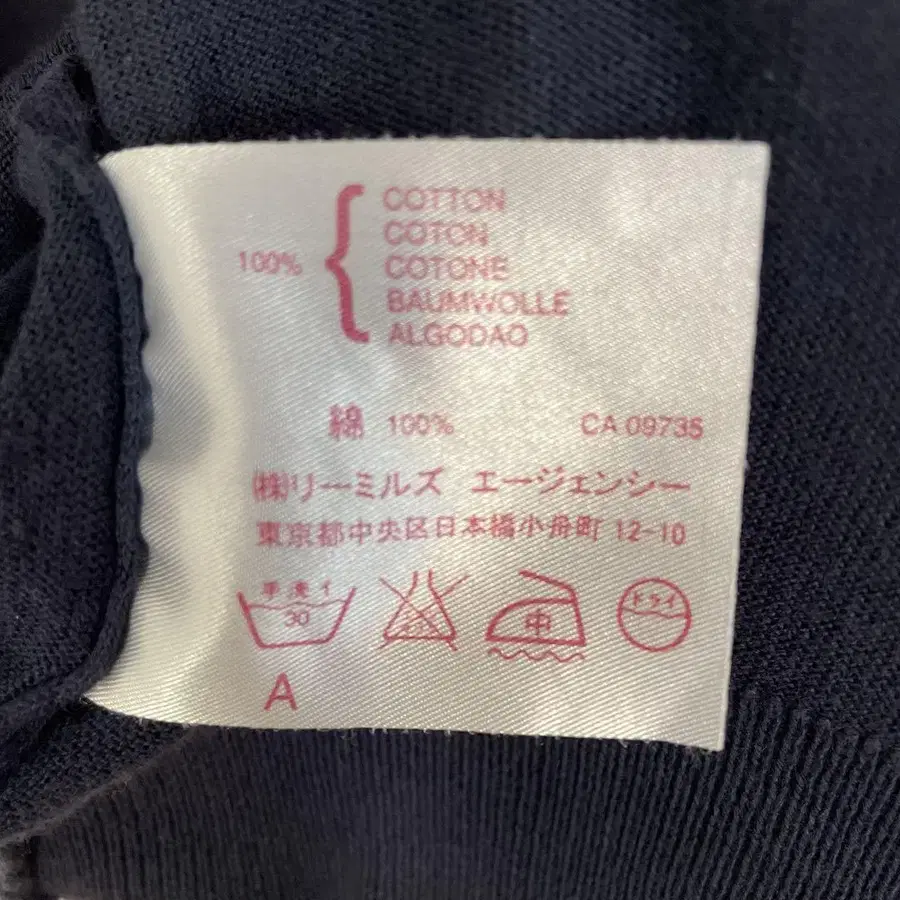 COTTON
COTON
100% { COTONE
BAUMWOLLE
ALGODAO
綿 100% CA 09735
(株)リーミルズ エージェンシー
東京都中央区日本橋小舟町 12-10
手洗イ
30
中
ドライ
A